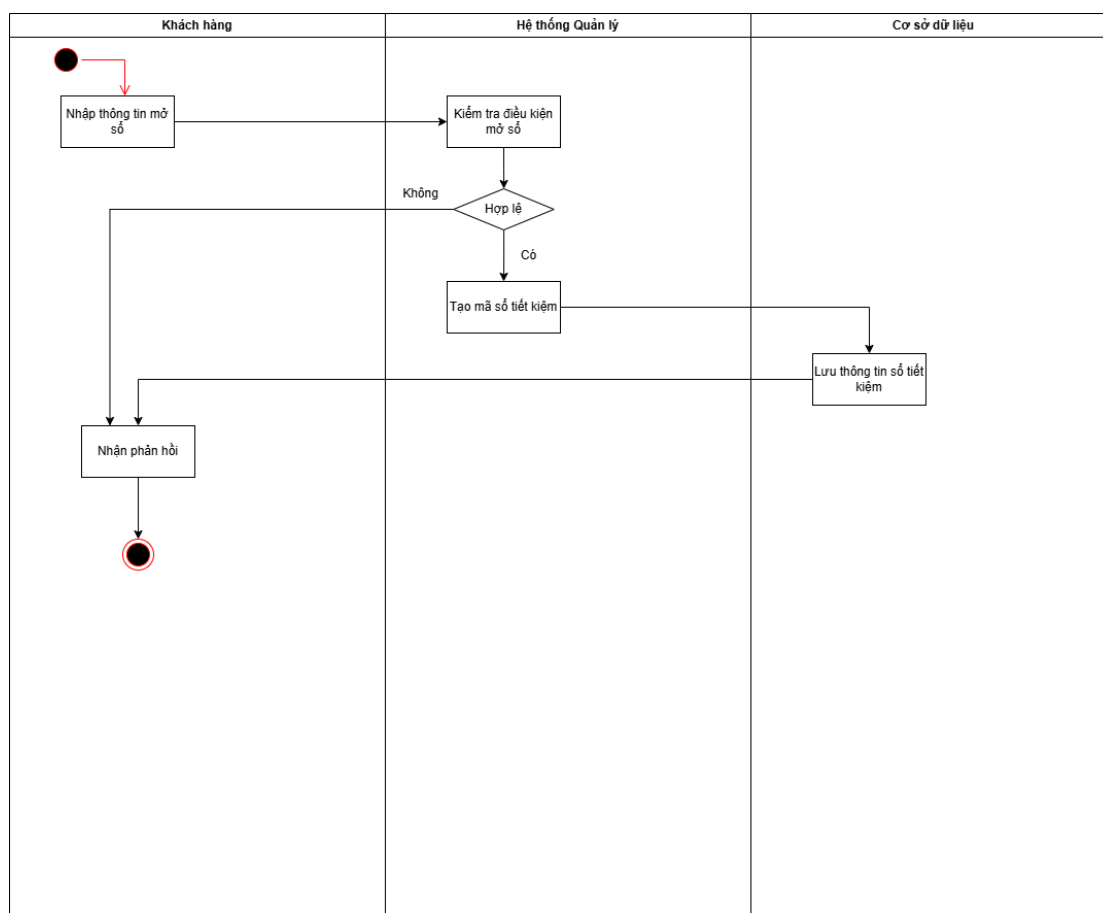 Khách hàng
Hệ thống Quản lý
Cơ sở dữ liệu
Nhập thông tin mở
sổ
Kiểm tra điều kiện
mở sổ
Không
Hợp lệ
Có
Tạo mã sổ tiết kiệm
Lưu thông tin sổ tiết
kiệm
Nhận phản hồi